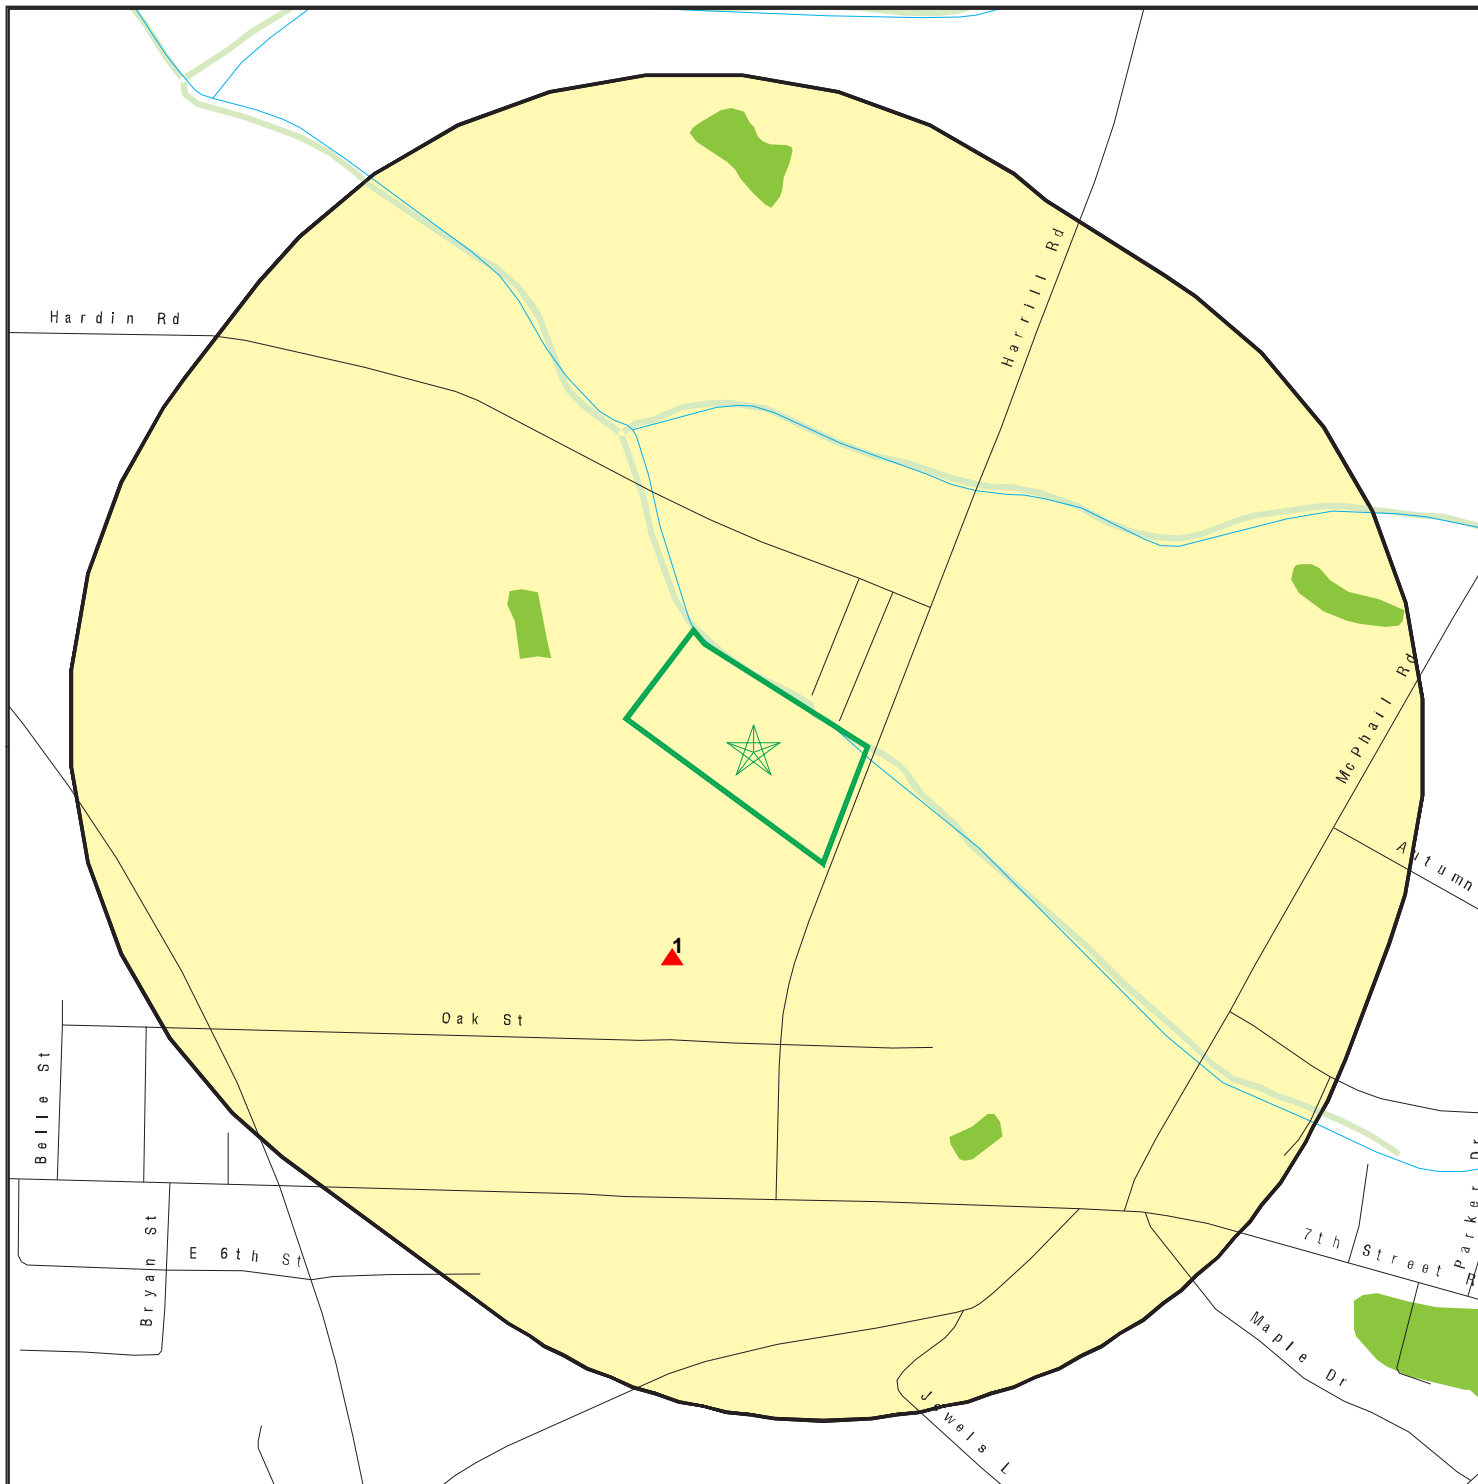 Harrill Rd
Hardin Rd
McPhail Rd
Autumn
1
Oak St
Belle St
Parker Dr
Bryan St
E 6th St
7th Street R
Maple Dr
Jewels L